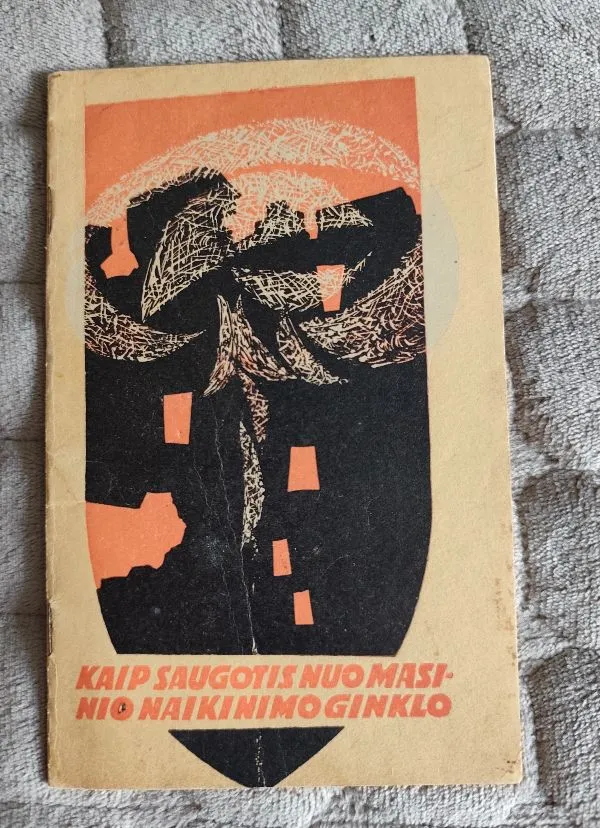 KAIP SAUGOTIS NUO MASI-
NIO NAIKINIMO GINKLO